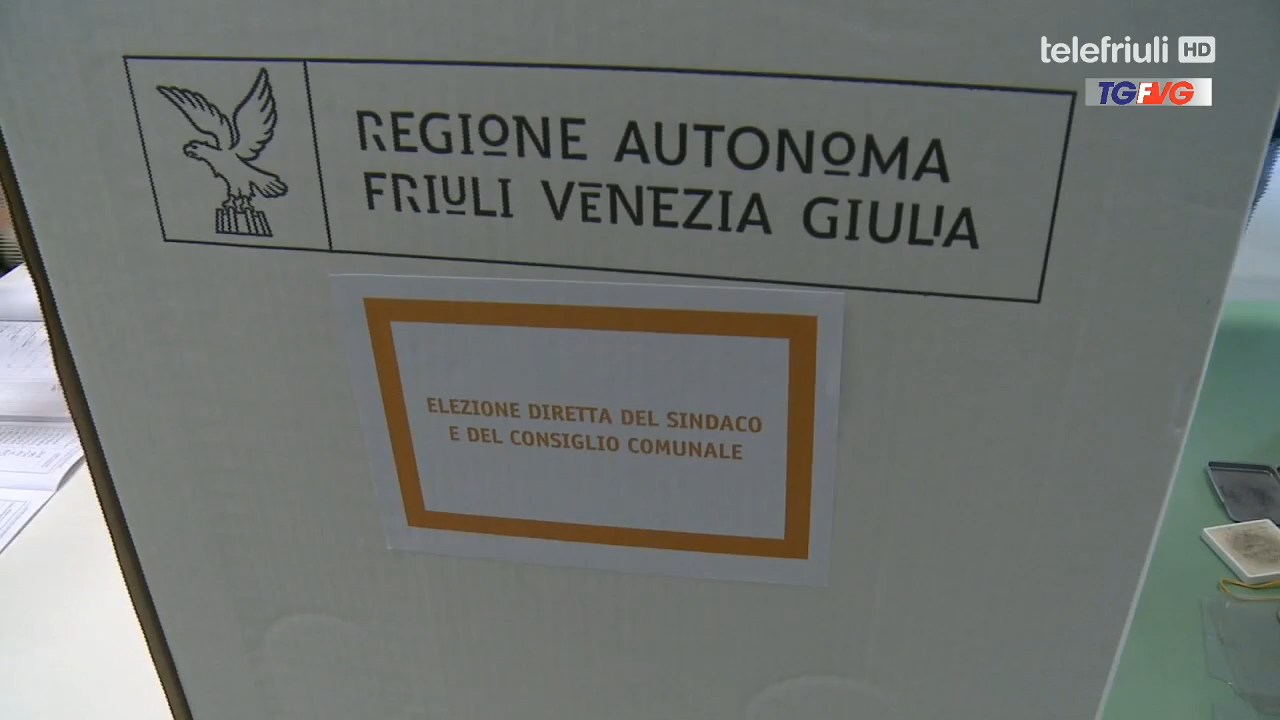 telefriuli HD
TGFVG
REGIONE AUTONOMA
FRIULI VENEZIA GIULIA
ELEZIONE DIRETTA DEL SINDACO
E DEL CONSIGLIO COMUNALE